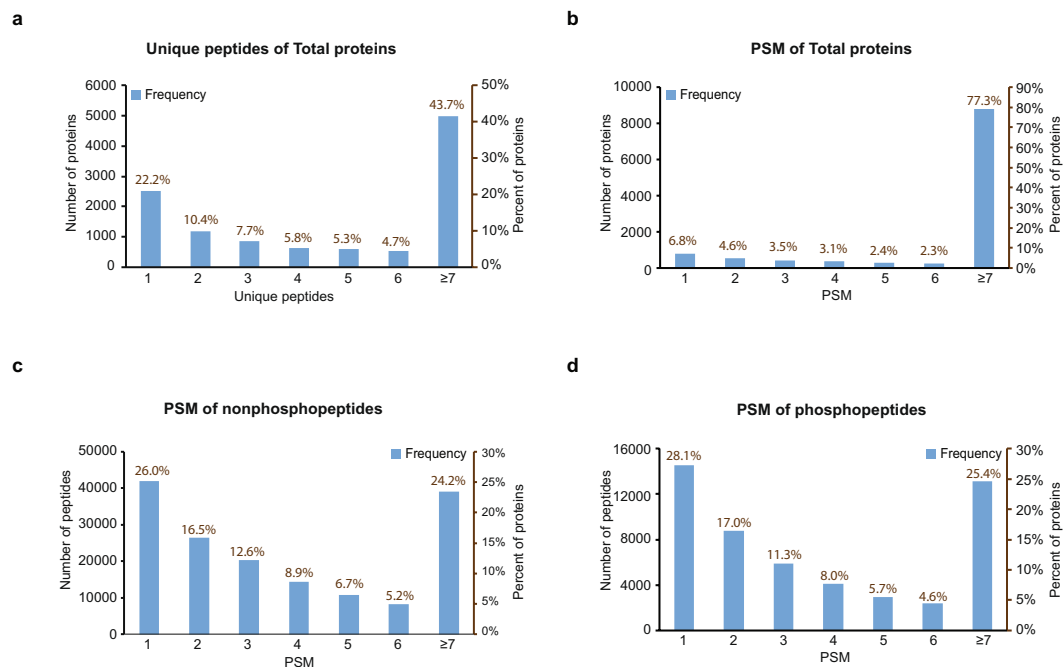 a
Unique peptides of Total proteins
Frequency
Number of proteins
6000
5000
4000
3000
2000
1000
0
50%
40%
30%
20%
10%
0%
Percent of proteins
22.2%
10.4%
7.7%
5.8%
5.3%
4.7%
43.7%
1 2 3 4 5 6 ≥7
Unique peptides
b
PSM of Total proteins
Frequency
Number of proteins
10000
8000
6000
4000
2000
0
90%
80%
70%
60%
50%
40%
30%
20%
10%
0%
Percent of proteins
6.8%
4.6%
3.5%
3.1%
2.4%
2.3%
77.3%
1 2 3 4 5 6 ≥7
PSM
c
PSM of nonphosphopeptides
Frequency
Number of peptides
50000
40000
30000
20000
10000
0
30%
25%
20%
15%
10%
5%
0%
Percent of proteins
26.0%
16.5%
12.6%
8.9%
6.7%
5.2%
24.2%
1 2 3 4 5 6 ≥7
PSM
d
PSM of phosphopeptides
Frequency
Number of peptides
16000
12000
8000
4000
0
30%
25%
20%
15%
10%
5%
0%
Percent of proteins
28.1%
17.0%
11.3%
8.0%
5.7%
4.6%
25.4%
1 2 3 4 5 6 ≥7
PSM